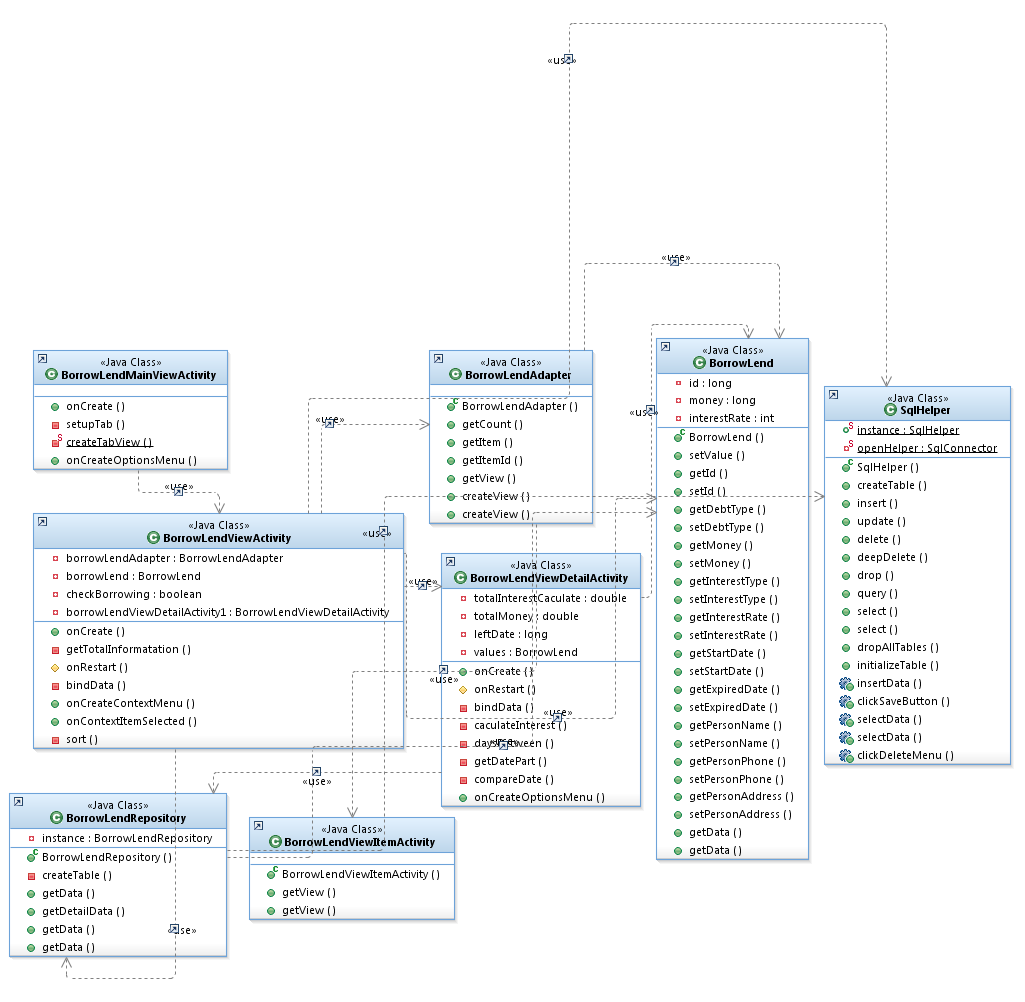 «use»
«use»
«Java Class»
BorrowLendMainViewActivity
onCreate ( )
setupTab ( )
createTabView ( )
onCreateOptionsMenu ( )
«use»
«Java Class»
BorrowLendAdapter
BorrowLendAdapter ( )
getCount ( )
getItem ( )
getItemId ( )
getView ( )
createView ( )
createView ( )
«use»
«use»
«Java Class»
BorrowLend
id : long
money : long
interestRate : int
BorrowLend ( )
setValue ( )
getId ( )
setId ( )
getDebtType ( )
setDebtType ( )
getMoney ( )
setMoney ( )
getInterestType ( )
setInterestType ( )
getInterestRate ( )
setInterestRate ( )
getStartDate ( )
setStartDate ( )
getExpiredDate ( )
setExpiredDate ( )
getPersonName ( )
setPersonName ( )
getPersonPhone ( )
setPersonPhone ( )
getPersonAddress ( )
setPersonAddress ( )
getData ( )
getData ( )
«Java Class»
SqlHelper
instance : SqlHelper
openHelper : SqlConnector
SqlHelper ( )
createTable ( )
insert ( )
update ( )
delete ( )
deepDelete ( )
drop ( )
query ( )
select ( )
select ( )
dropAllTables ( )
initializeTable ( )
insertData ( )
clickSaveButton ( )
selectData ( )
selectData ( )
clickDeleteMenu ( )
«Java Class»
BorrowLendViewActivity
borrowLendAdapter : BorrowLendAdapter
borrowLend : BorrowLend
checkBorrowing : boolean
borrowLendViewDetailActivity1 : BorrowLendViewDetailActivity
onCreate ( )
getTotalInformatation ( )
onRestart ( )
bindData ( )
onCreateContextMenu ( )
onContextItemSelected ( )
sort ( )
«use»
«use»
«Java Class»
BorrowLendViewDetailActivity
totalInterestCaculate : double
totalMoney : double
leftDate : long
values : BorrowLend
onCreate ( )
onRestart ( )
bindData ( )
caculateInterest ( )
daysBetween ( )
getDatePart ( )
compareDate ( )
onCreateOptionsMenu ( )
«use»
«use»
«use»
«use»
«Java Class»
BorrowLendRepository
instance : BorrowLendRepository
BorrowLendRepository ( )
createTable ( )
getData ( )
getDetailData ( )
getData ( )
getData ( )
«use»
«Java Class»
BorrowLendViewItemActivity
BorrowLendViewItemActivity ( )
getView ( )
getView ( )